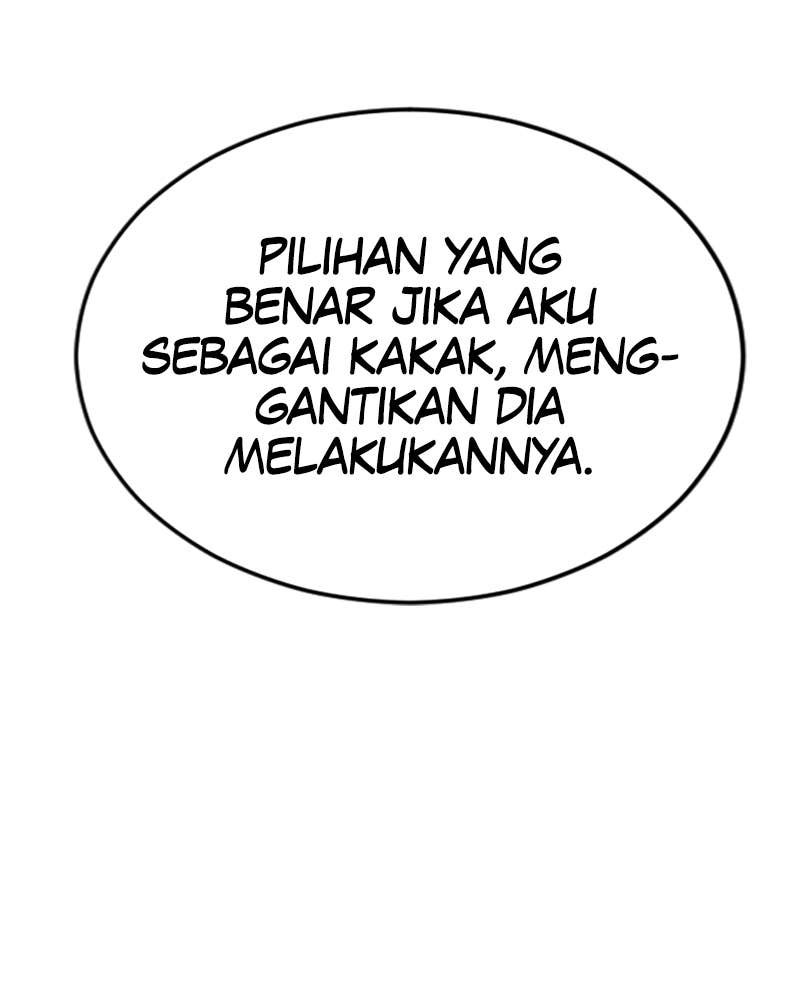 PILIHAN YANG
BENAR JIKA AKU
SEBAGAI KAKAK, MENG-
GANTIKAN DIA
MELAKUKANNYA.